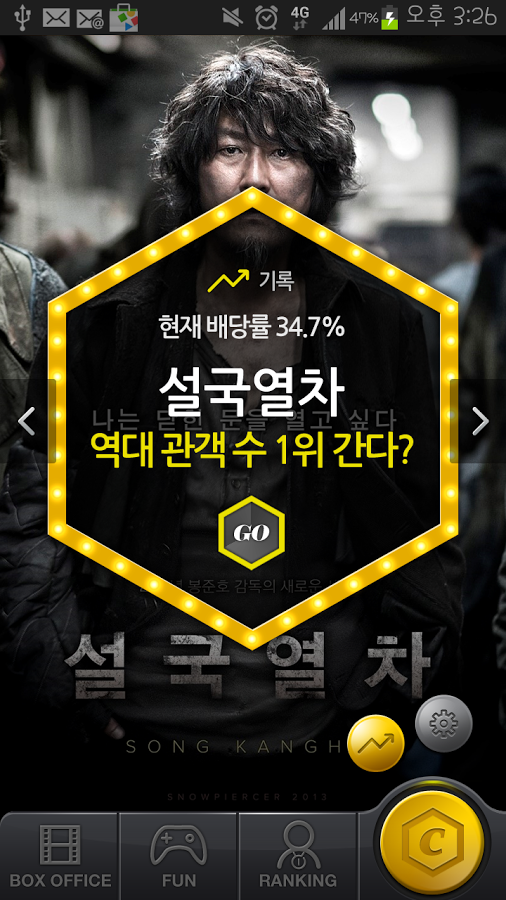 4G 47% 오후 3:26
기록
현재 배당률 34.7%
설국열차
나는 닫힌 문을 열고 싶다
역대 관객 수 1위 간다?
GO
봉준호 감독의 새로운
설국열차
SONG KANGH
SNOWPIERCER 2013
C
BOX OFFICE
FUN
RANKING